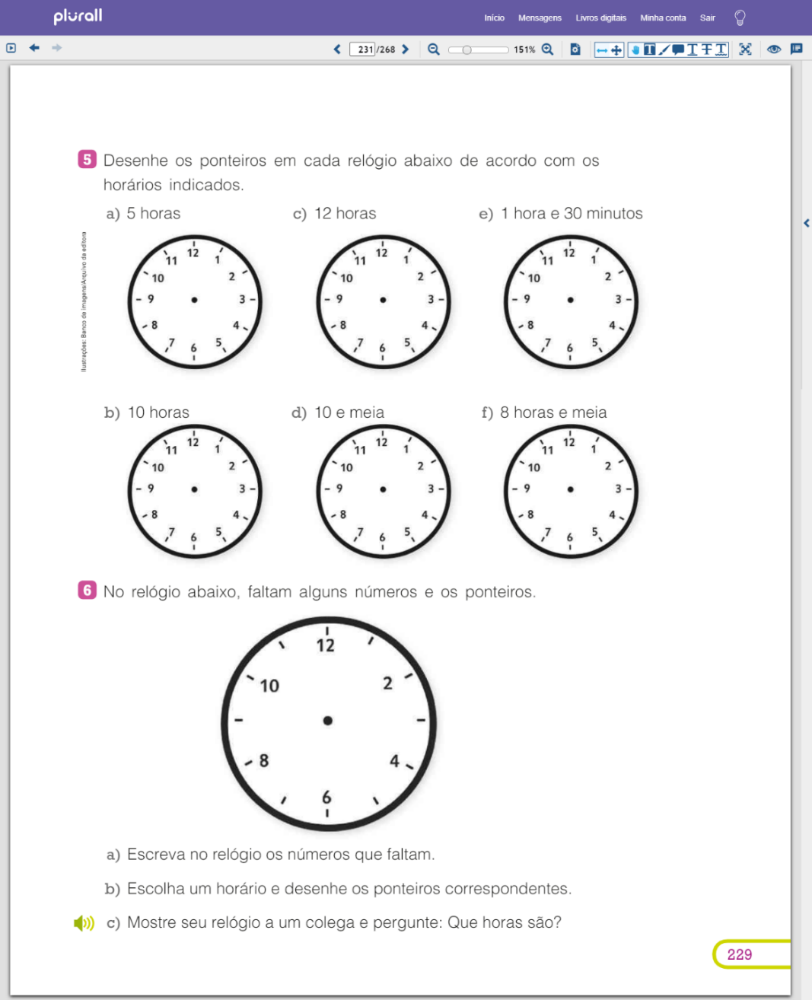 plurall
Início Mensagens Livros digitais Minha conta Sair
231 /268 151%
5 Desenhe os ponteiros em cada relógio abaixo de acordo com os
horários indicados.
a) 5 horas c) 12 horas e) 1 hora e 30 minutos
Ilustrações: Banco de imagens/Arquivo da editora
12 1 2 3 4 5 6 7 8 9 10 11
12 1 2 3 4 5 6 7 8 9 10 11
12 1 2 3 4 5 6 7 8 9 10 11
b) 10 horas d) 10 e meia f) 8 horas e meia
12 1 2 3 4 5 6 7 8 9 10 11
12 1 2 3 4 5 6 7 8 9 10 11
12 1 2 3 4 5 6 7 8 9 10 11
6 No relógio abaixo, faltam alguns números e os ponteiros.
12 2 4 6 8 10
a) Escreva no relógio os números que faltam.
b) Escolha um horário e desenhe os ponteiros correspondentes.
c) Mostre seu relógio a um colega e pergunte: Que horas são?
229